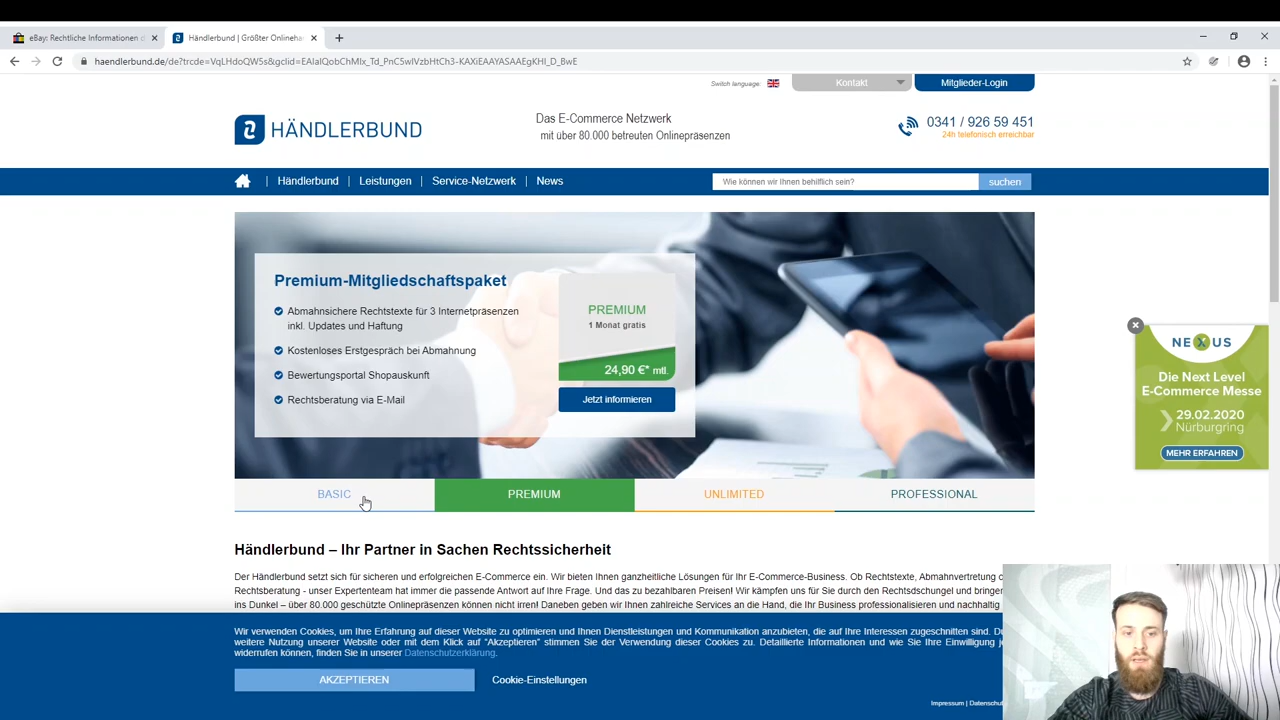 eBay: Rechtliche Informationen d
Händlerbund | Größter Onlineha
Switch language:
Kontakt
Mitglieder-Login
HÄNDLERBUND
Das E-Commerce Netzwerk
mit über 80.000 betreuten Onlinepräsenzen
0341 / 926 59 451
24h telefonisch erreichbar
Händlerbund
Leistungen
Service-Netzwerk
News
Wie können wir Ihnen behilflich sein?
suchen
Premium-Mitgliedschaftspaket
Abmahnsichere Rechtstexte für 3 Internetpräsenzen
inkl. Updates und Haftung
Kostenloses Erstgespräch bei Abmahnung
Bewertungsportal Shopauskunft
Rechtsberatung via E-Mail
PREMIUM
1 Monat gratis
24,90 €* mtl.
Jetzt informieren
NEXUS
Die Next Level
E-Commerce Messe
29.02.2020
Nürburgring
MEHR ERFAHREN
BASIC
PREMIUM
UNLIMITED
PROFESSIONAL
Händlerbund – Ihr Partner in Sachen Rechtssicherheit
Der Händlerbund setzt sich für sicheren und erfolgreichen E-Commerce ein. Wir bieten Ihnen ganzheitliche Lösungen für Ihr E-Commerce-Business. Ob Rechtstexte, Abmahnvertretung
Rechtsberatung - unser Expertenteam hat immer die passende Antwort auf Ihre Frage. Und das zu bezahlbaren Preisen! Wir kämpfen uns für Sie durch den Rechtsdschungel und bringen
ins Dunkel – über 80.000 geschützte Onlinepräsenzen können nicht irren! Daneben geben wir Ihnen zahlreiche Services an die Hand, die Ihr Business professionalisieren und nachhaltig
Wir verwenden Cookies, um Ihre Erfahrung auf dieser Website zu optimieren und Ihnen Dienstleistungen und Kommunikation anzubieten, die auf Ihre Interessen zugeschnitten sind.
weitere Nutzung unserer Website oder mit dem Klick auf "Akzeptieren" stimmen Sie der Verwendung dieser Cookies zu. Detaillierte Informationen und wie Sie Ihre Einwilligung
widerrufen können, finden Sie in unserer Datenschutzerklärung.
AKZEPTIEREN
Cookie-Einstellungen
Impressum | Datenschu